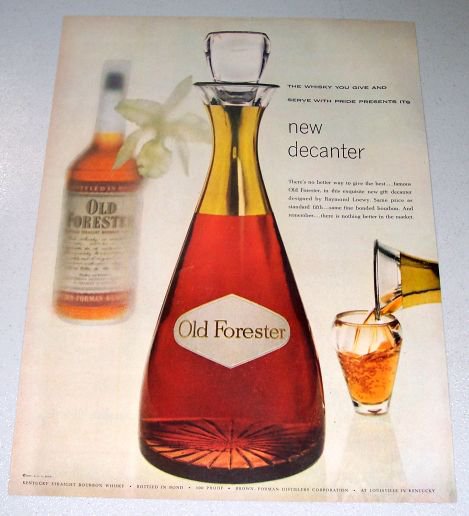 THE WHISKY YOU GIVE AND
SERVE WITH PRIDE PRESENTS ITS
new
decanter
There's no better way to give the best...famous
Old Forester, in this exquisite new gift decanter
designed by Raymond Loewy. Same price as
standard fifth...same fine bonded bourbon. And
remember...there is nothing better in the market.
OLD
FORESTER
Old Forester
KENTUCKY STRAIGHT BOURBON WHISKY • BOTTLED IN BOND • 100 PROOF • BROWN-FORMAN DISTILLERS CORPORATION • AT LOUISVILLE IN KENTUCKY